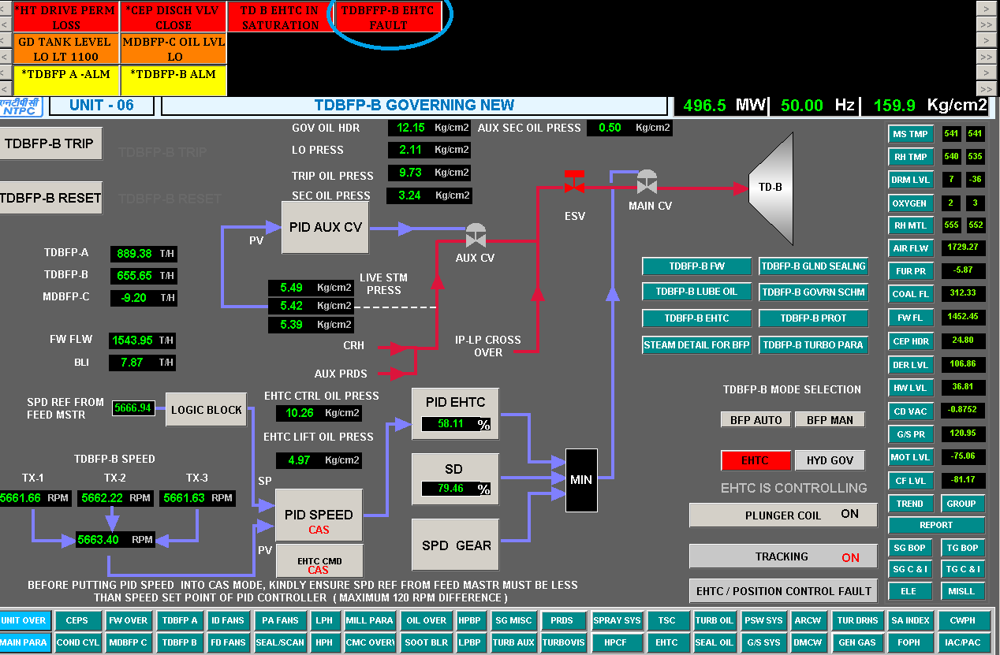 *HT DRIVE PERM
LOSS
*CEP DISCH VLV
CLOSE
TD B EHTC IN
SATURATION
TDBFFP-B EHTC
FAULT
GD TANK LEVEL
LO LT 1100
MDBFP-C OIL LVL
LO
*TDBFP A -ALM
*TDBFP-B ALM
एनटीपीसी
NTPC
UNIT - 06
TDBFP-B GOVERNING NEW
496.5 MW
50.00 Hz
159.9 Kg/cm2
TDBFP-B TRIP
TDBFP-B TRIP
TDBFP-B RESET
TDBFP-B RESET
GOV OIL HDR 12.15 Kg/cm2
AUX SEC OIL PRESS 0.50 Kg/cm2
LO PRESS 2.11 Kg/cm2
TRIP OIL PRESS 9.73 Kg/cm2
SEC OIL PRESS 3.24 Kg/cm2
PID AUX CV
PV
AUX CV
ESV
MAIN CV
TD-B
TDBFP-A 889.38 T/H
TDBFP-B 655.65 T/H
MDBFP-C -9.20 T/H
5.49 Kg/cm2
5.42 Kg/cm2
5.39 Kg/cm2
LIVE STM
PRESS
FW FLW 1543.95 T/H
BLI 7.87 T/H
CRH
AUX PRDS
IP-LP CROSS
OVER
TDBFP-B FW
TDBFP-B GLND SEALNG
TDBFP-B LUBE OIL
TDBFP-B GOVRN SCHM
TDBFP-B EHTC
TDBFP-B PROT
STEAM DETAIL FOR BFP
TDBFP-B TURBO PARA
SPD REF FROM
FEED MSTR
5666.94
LOGIC BLOCK
EHTC CTRL OIL PRESS
10.26 Kg/cm2
EHTC LIFT OIL PRESS
4.97 Kg/cm2
PID EHTC
58.11 %
SD
79.46 %
SPD GEAR
MIN
TDBFP-B SPEED
TX-1
TX-2
TX-3
5661.66 RPM
5662.22 RPM
5661.63 RPM
5663.40 RPM
SP
PV
PID SPEED
CAS
EHTC CMD
CAS
TDBFP-B MODE SELECTION
BFP AUTO
BFP MAN
EHTC
HYD GOV
EHTC IS CONTROLLING
PLUNGER COIL ON
TRACKING ON
EHTC / POSITION CONTROL FAULT
BEFORE PUTTING PID SPEED INTO CAS MODE, KINDLY ENSURE SPD REF FROM FEED MASTR MUST BE LESS
THAN SPEED SET POINT OF PID CONTROLLER ( MAXIMUM 120 RPM DIFFERENCE )
MS TMP 541 541
RH TMP 540 535
DRM LVL 7 -36
OXYGEN 2 3
RH MTL 555 552
AIR FLW 1729.27
FUR PR -5.87
COAL FL 312.33
FW FL 1452.45
CEP HDR 24.80
DER LVL 106.86
HW LVL 36.81
CD VAC -0.8752
G/S PR 120.95
MOT LVL -75.06
CF LVL -81.17
TREND GROUP
REPORT
SG BOP TG BOP
SG C & I TG C & I
ELE MISLL
UNIT OVER CEPS FW OVER TDBFP A ID FANS PA FANS LPH MILL PARA OIL OVER HPBP SG MISC PRDS SPRAY SYS TSC TURB OIL PSW SYS ARCW TUR DRNS SA INDEX CWPH
MAIN PARA COND CYL MDBFP C TDBFP B FD FANS SEAL/SCAN HPH CMC OVERV SOOT BLR LPBP TURB AUX TURBOVIS HPCF EHTC SEAL OIL G/S SYS DMCW GEN GAS FOPH IAC/PAC